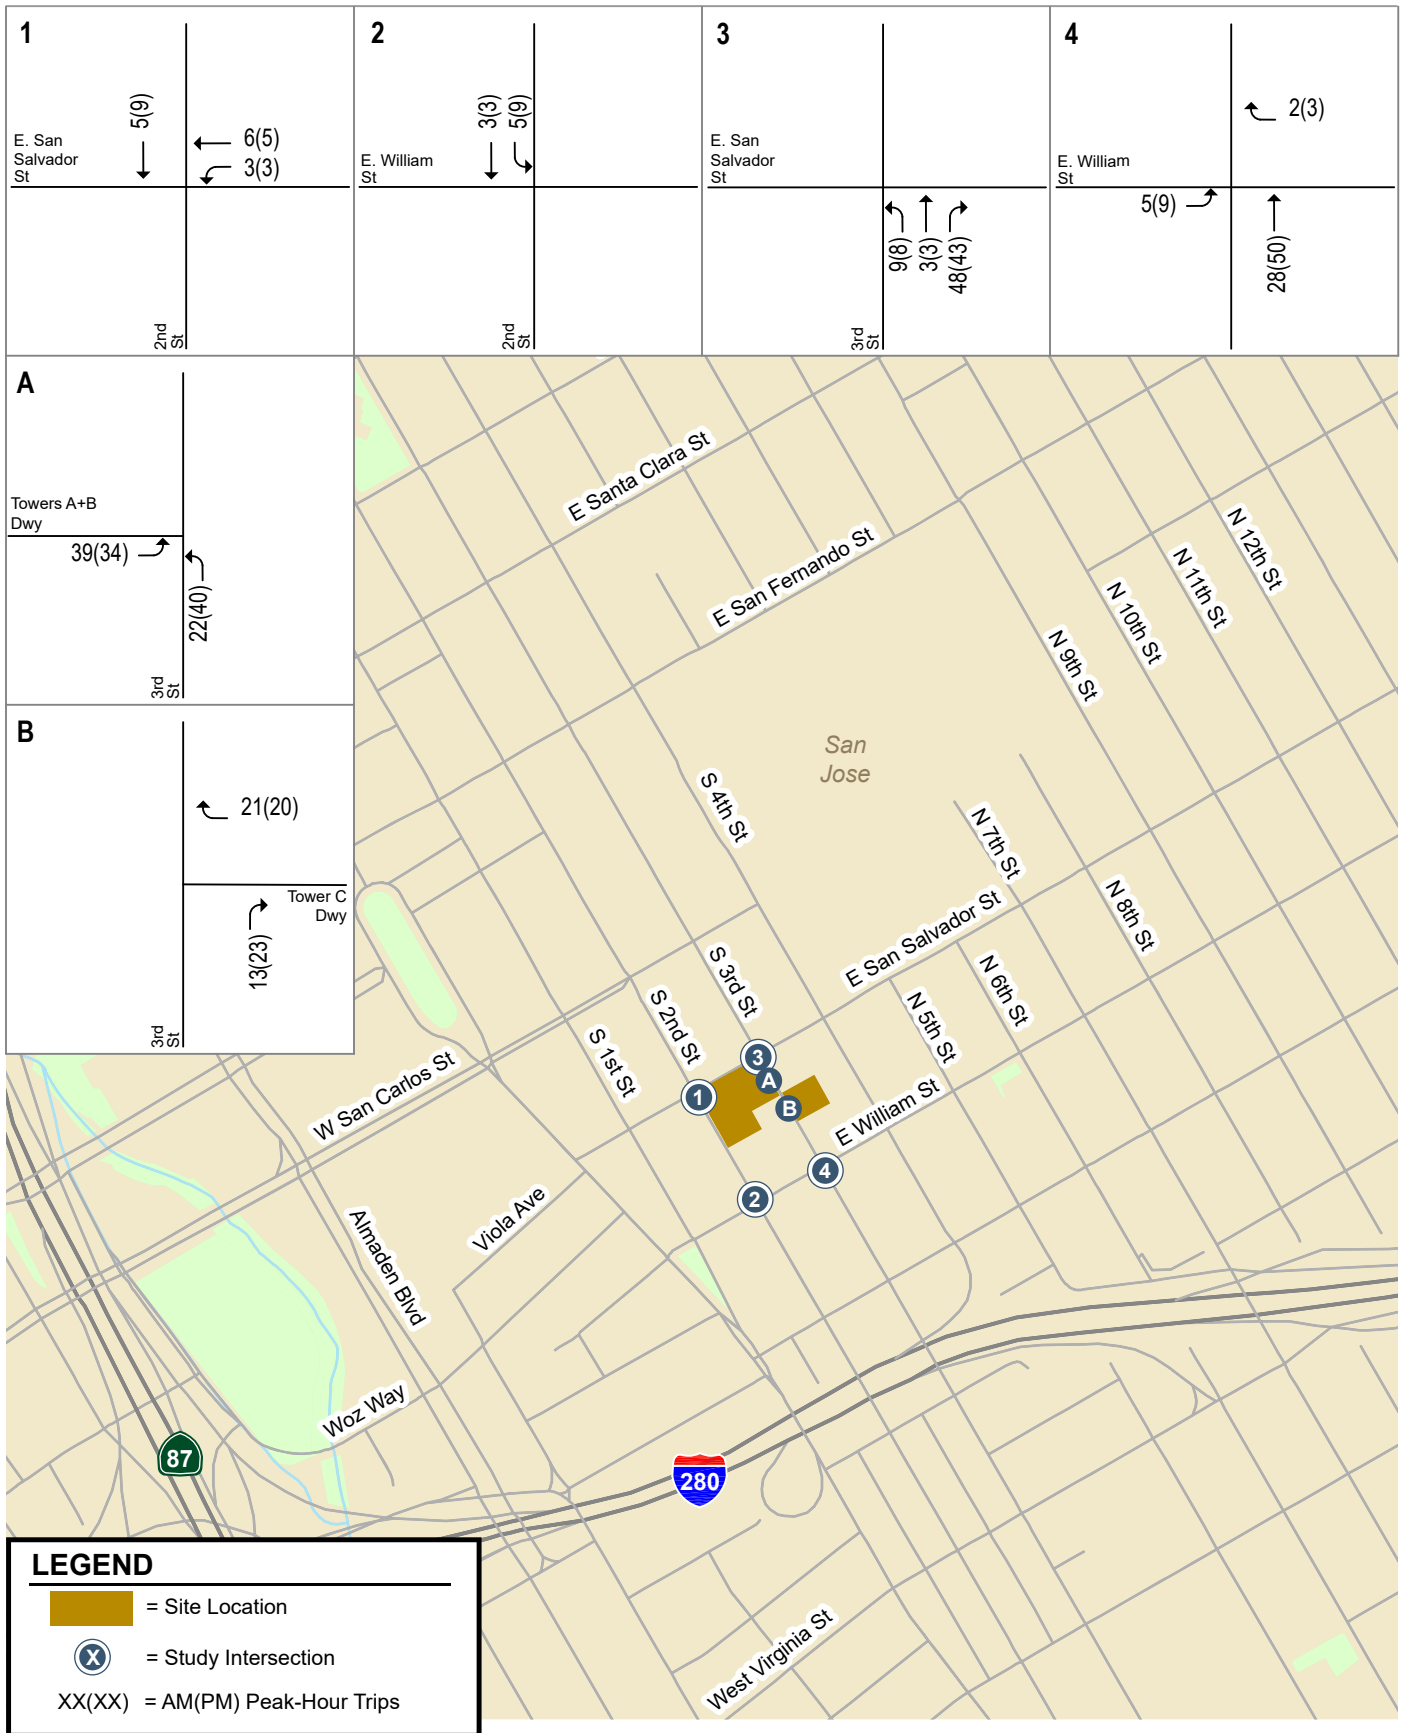 1
5(9)
E. San
Salvador
St
6(5)
3(3)
2nd
St
2
3(3)
5(9)
E. William
St
2nd
St
3
E. San
Salvador
St
9(8)
3(3)
48(43)
3rd
St
4
2(3)
E. William
St
5(9)
28(50)
A
Towers A+B
Dwy
39(34)
22(40)
3rd
St
B
21(20)
Tower C
Dwy
13(23)
3rd
St
E Santa Clara St
E San Fernando St
N 12th St
N 11th St
N 10th St
N 9th St
San
Jose
S 4th St
N 7th St
N 8th St
E San Salvador St
S 3rd St
N 6th St
S 2nd St
N 5th St
S 1st St
W San Carlos St
3
A
1
B
E William St
4
2
Viola Ave
Almaden Blvd
Woz Way
87
280
West Virginia St
LEGEND
= Site Location
X = Study Intersection
XX(XX) = AM(PM) Peak-Hour Trips